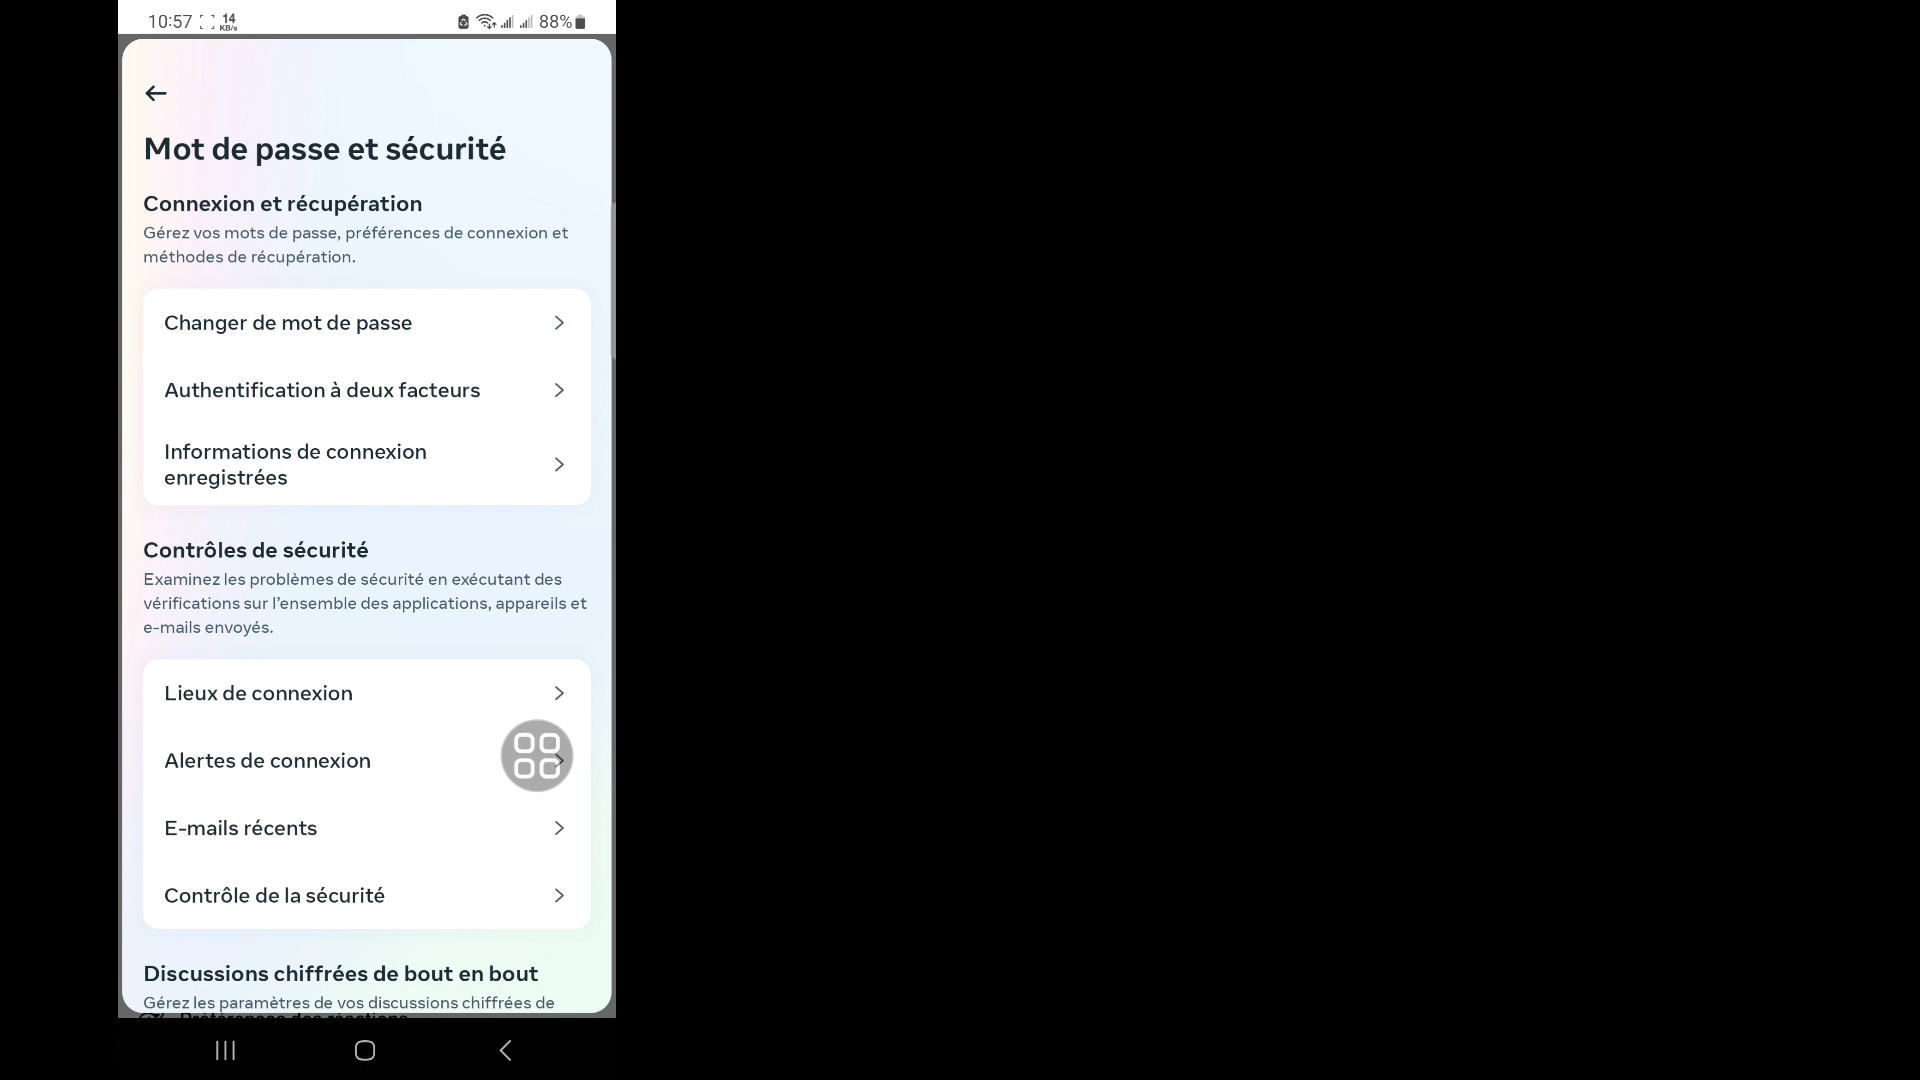 10:57 14 KB/s 88%
Mot de passe et sécurité
Connexion et récupération
Gérez vos mots de passe, préférences de connexion et
méthodes de récupération.
Changer de mot de passe
Authentification à deux facteurs
Informations de connexion
enregistrées
Contrôles de sécurité
Examinez les problèmes de sécurité en exécutant des
vérifications sur l’ensemble des applications, appareils et
e-mails envoyés.
Lieux de connexion
Alertes de connexion
E-mails récents
Contrôle de la sécurité
Discussions chiffrées de bout en bout
Gérez les paramètres de vos discussions chiffrées de